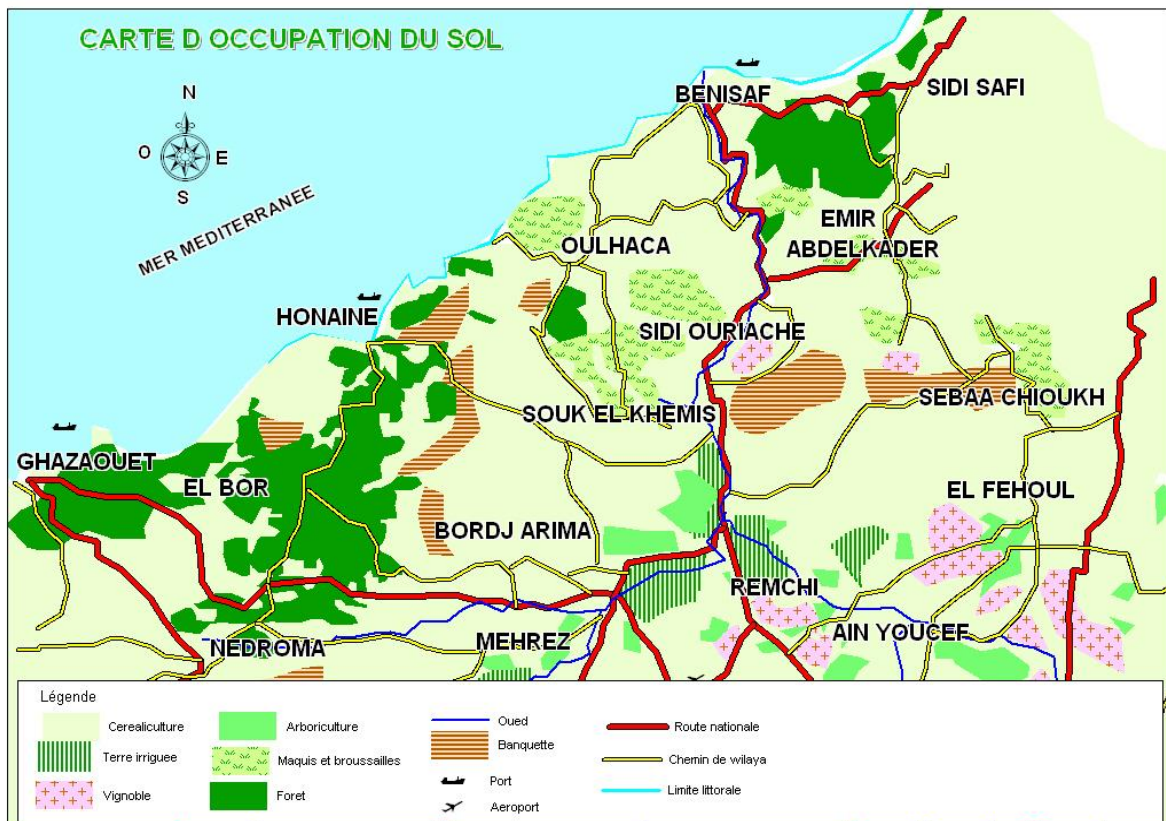 CARTE D OCCUPATION DU SOL
N
O
E
S
MER MEDITERRANEE
BENISAF
SIDI SAFI
EMIR
ABDELKADER
OULHACA
HONAINE
SIDI OURIACHE
SEBAA CHIOUKH
SOUK EL KHEMIS
GHAZAOUET
EL BOR
EL FEHOUL
BORDJ ARIMA
REMCHI
AIN YOUCEF
NEDROMA
MEHREZ
Légende
Cerealiculture
Terre irriguee
Vignoble
Arboriculture
Maquis et broussailles
Foret
Oued
Banquette
Port
Aeroport
Route nationale
Chemin de wilaya
Limite littorale